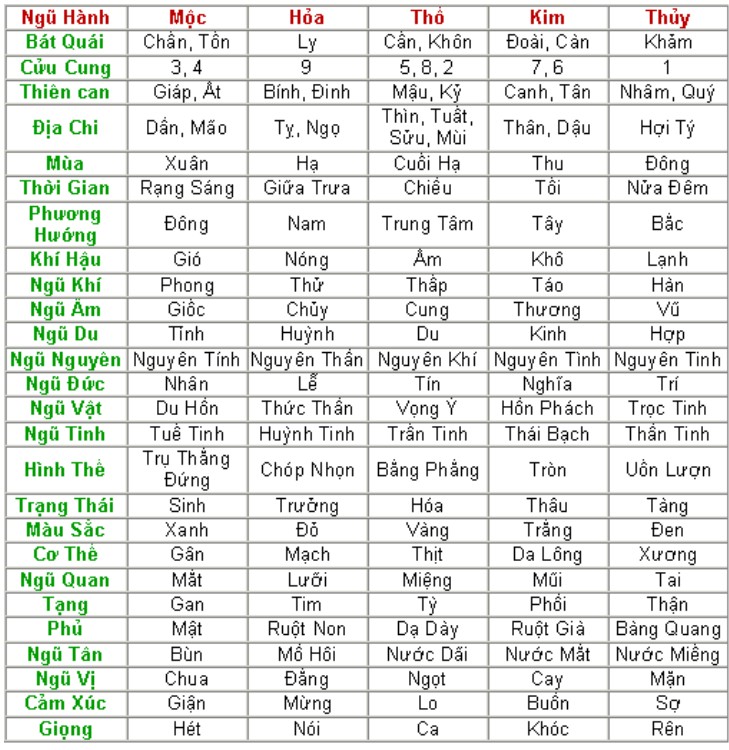 Ngũ Hành Mộc Hỏa Thổ Kim Thủy
Bát Quái Chấn, Tốn Ly Cấn, Khôn Đoài, Càn Khãm
Cửu Cung 3, 4 9 5, 8, 2 7, 6 1
Thiên can Giáp, Ất Bính, Đinh Mậu, Kỷ Canh, Tân Nhâm, Quý
Địa Chi Dần, Mão Tỵ, Ngọ Thìn, Tuất, Sửu, Mùi Thân, Dậu Hợi Tý
Mùa Xuân Hạ Cuối Hạ Thu Đông
Thời Gian Rạng Sáng Giữa Trưa Chiều Tối Nửa Đêm
Phương Hướng Đông Nam Trung Tâm Tây Bắc
Khí Hậu Gió Nóng Ẩm Khô Lạnh
Ngũ Khí Phong Thử Thấp Táo Hàn
Ngũ Âm Giốc Chủy Cung Thương Vũ
Ngũ Du Tĩnh Huỳnh Du Kinh Hợp
Ngũ Nguyên Nguyên Tính Nguyên Thần Nguyên Khí Nguyên Tình Nguyên Tinh
Ngũ Đức Nhân Lễ Tín Nghĩa Trí
Ngũ Vật Du Hồn Thức Thần Vọng Ý Hồn Phách Trọc Tinh
Ngũ Tinh Tuế Tinh Huỳnh Tinh Trấn Tinh Thái Bạch Thần Tinh
Hình Thể Trụ Thẳng Đứng Chóp Nhọn Bằng Phẳng Tròn Uốn Lượn
Trạng Thái Sinh Trưởng Hóa Thâu Tàng
Màu Sắc Xanh Đỏ Vàng Trắng Đen
Cơ Thể Gân Mạch Thịt Da Lông Xương
Ngũ Quan Mắt Lưỡi Miệng Mũi Tai
Tạng Gan Tim Tỳ Phổi Thận
Phủ Mật Ruột Non Dạ Dày Ruột Già Bàng Quang
Ngũ Tân Bùn Mồ Hôi Nước Dãi Nước Mắt Nước Miếng
Ngũ Vị Chua Đắng Ngọt Cay Mặn
Cảm Xúc Giận Mừng Lo Buồn Sợ
Giọng Hét Nói Ca Khóc Rên